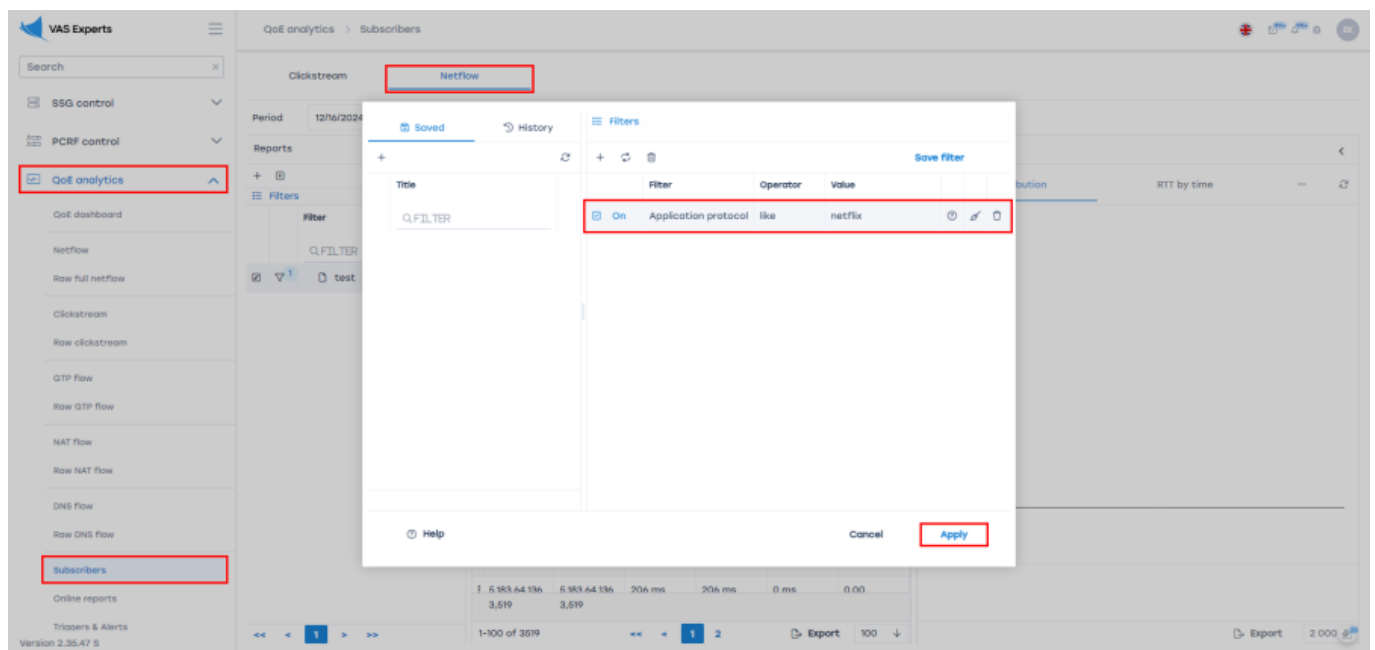 VAS Experts
QoE analytics > Subscribers
Search
Clickstream
Netflow
SSG control
Period 12/16/2024
Saved
History
Filters
PCRF control
Reports
Save filter
QoE analytics
Title
Filter Operator Value
bution
RTT by time
Filters
QoE dashboard
Filter
FILTER
On Application protocol like netflix
Netflow
FILTER
Raw full netflow
1
test
Clickstream
Raw clickstream
GTP flow
Raw GTP flow
NAT flow
Raw NAT flow
DNS flow
Raw DNS flow
Help
Cancel
Apply
Subscribers
Online reports
5.183.64.136 5.183.64.136 206 ms 206 ms 0 ms 0.00
3,519 3,519
Triggers & Alerts
Version 2.35.47 S
<< < 1 > >>
1-100 of 3519
<< < 1 2
Export 100
Export 2 000